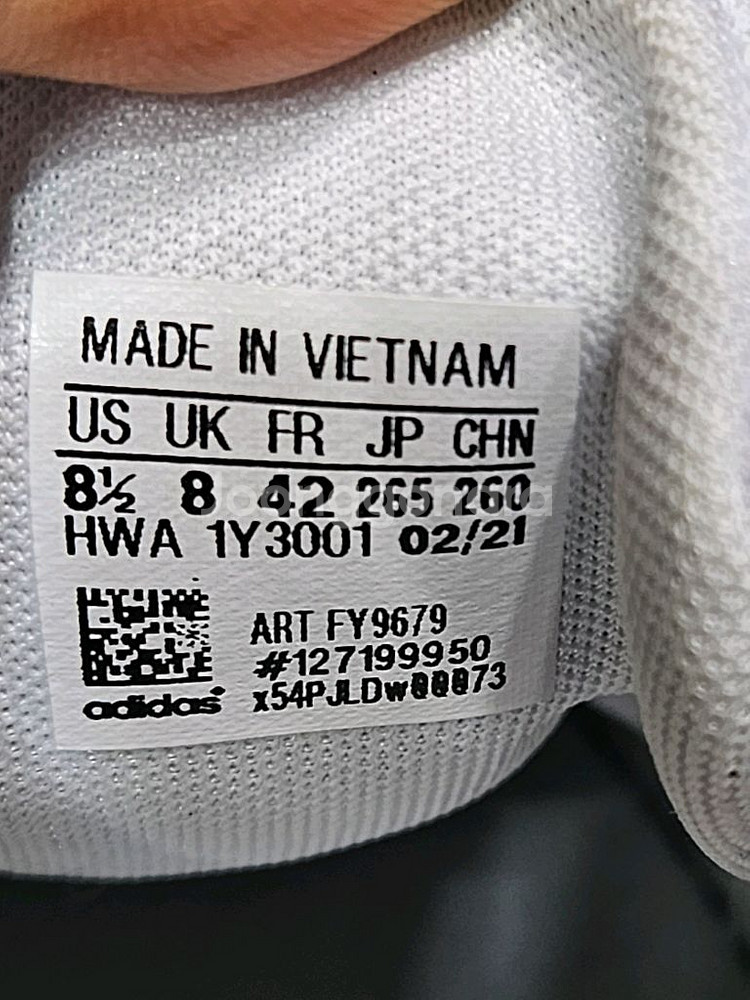 MADE IN VIETNAM
US UK FR JP CHN
8½ 8 42 265 260
HWA 1Y3001 02/21
ART FY9679
#127199950
adidas